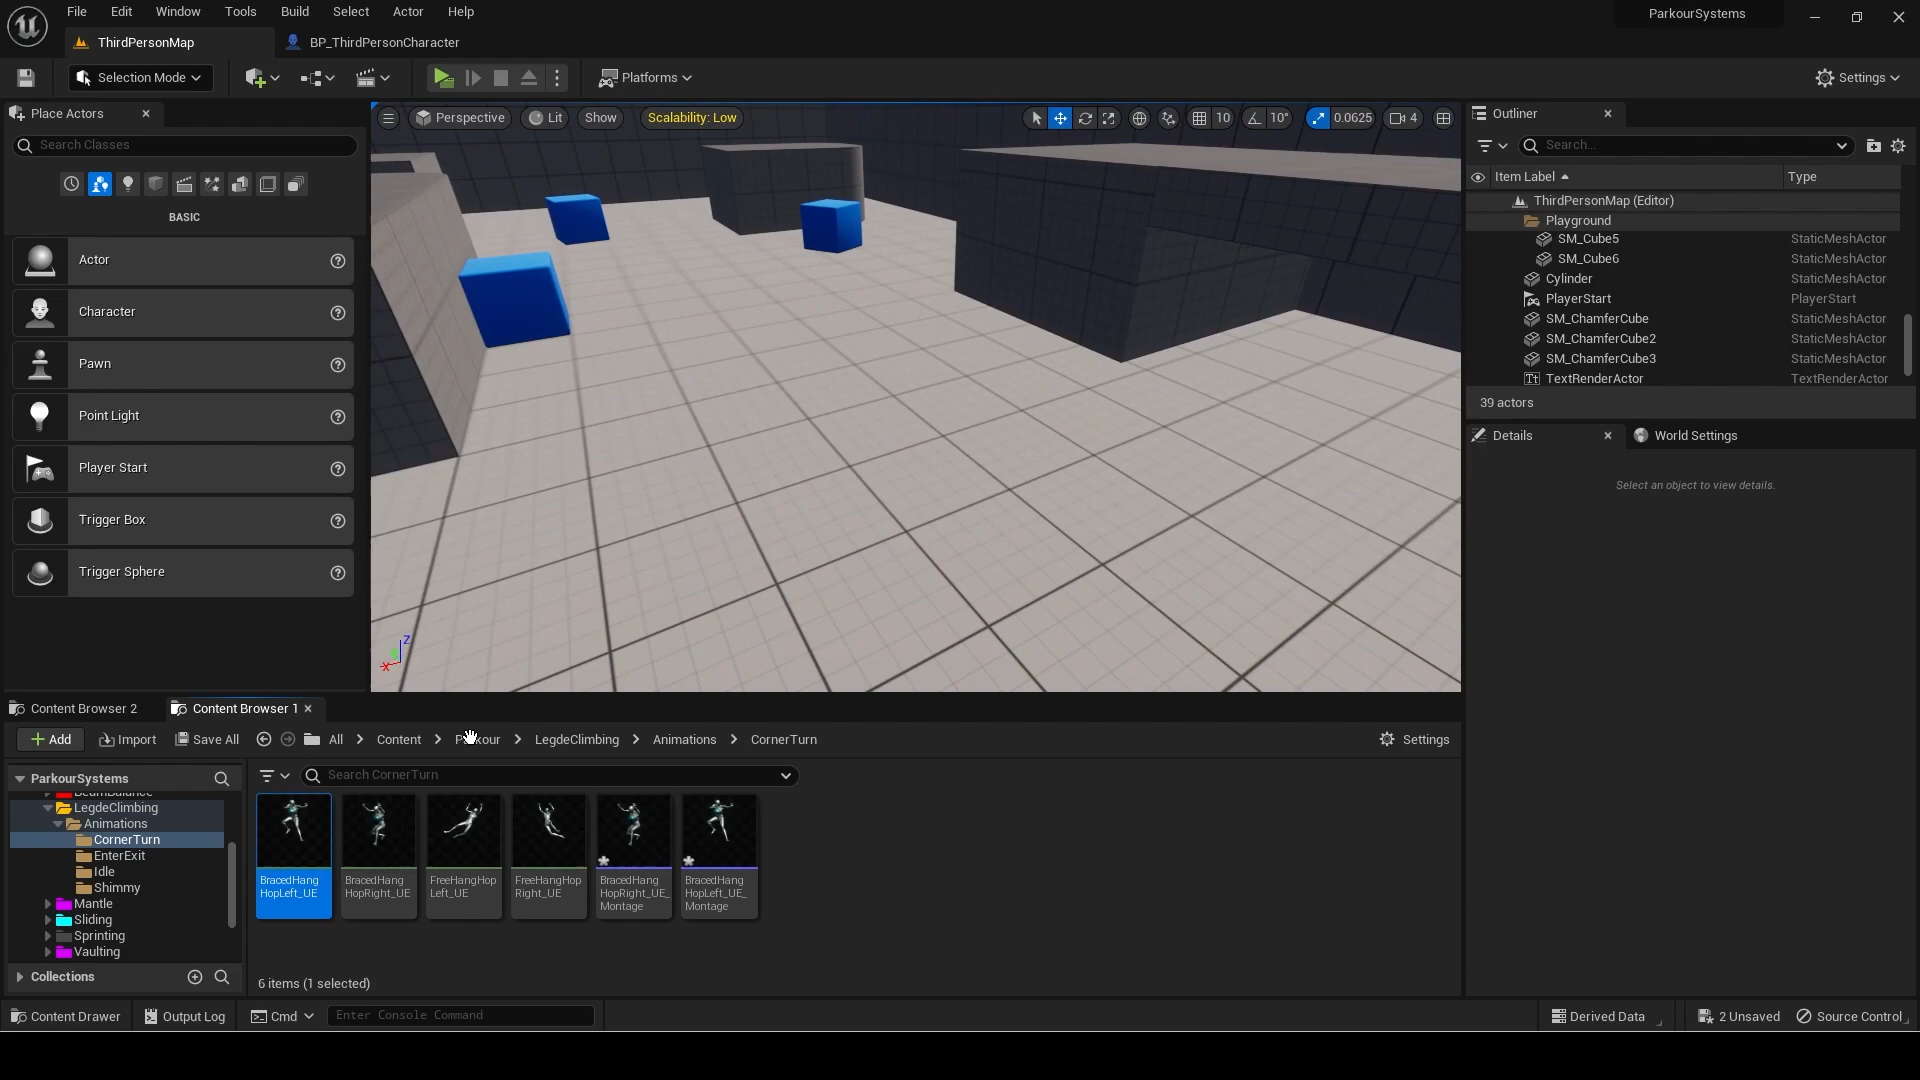 File Edit Window Tools Build Select Actor Help
ParkourSystems
ThirdPersonMap
BP_ThirdPersonCharacter
Selection Mode
Platforms
Settings
Place Actors
Search Classes
BASIC
Actor
Character
Pawn
Point Light
Player Start
Trigger Box
Trigger Sphere
Perspective
Lit
Show
Scalability: Low
10
10°
0.0625
4
Z
X
Outliner
Search...
Item Label
Type
ThirdPersonMap (Editor)
Playground
SM_Cube5 StaticMeshActor
SM_Cube6 StaticMeshActor
Cylinder StaticMeshActor
PlayerStart PlayerStart
SM_ChamferCube StaticMeshActor
SM_ChamferCube2 StaticMeshActor
SM_ChamferCube3 StaticMeshActor
TextRenderActor TextRenderActor
39 actors
Details
World Settings
Select an object to view details.
Content Browser 2
Content Browser 1
Add
Import
Save All
All
Content
LegdeClimbing
Animations
CornerTurn
Settings
ParkourSystems
BeamBalance
LegdeClimbing
Animations
CornerTurn
EnterExit
Idle
Shimmy
Mantle
Sliding
Sprinting
Vaulting
Collections
Search CornerTurn
BracedHang
HopLeft_UE
BracedHang
HopRight_UE
FreeHangHop
Left_UE
FreeHangHop
Right_UE
BracedHang
HopRight_UE_
Montage
BracedHang
HopLeft_UE_
Montage
6 items (1 selected)
Content Drawer
Output Log
Cmd
Enter Console Command
Derived Data
2 Unsaved
Source Control